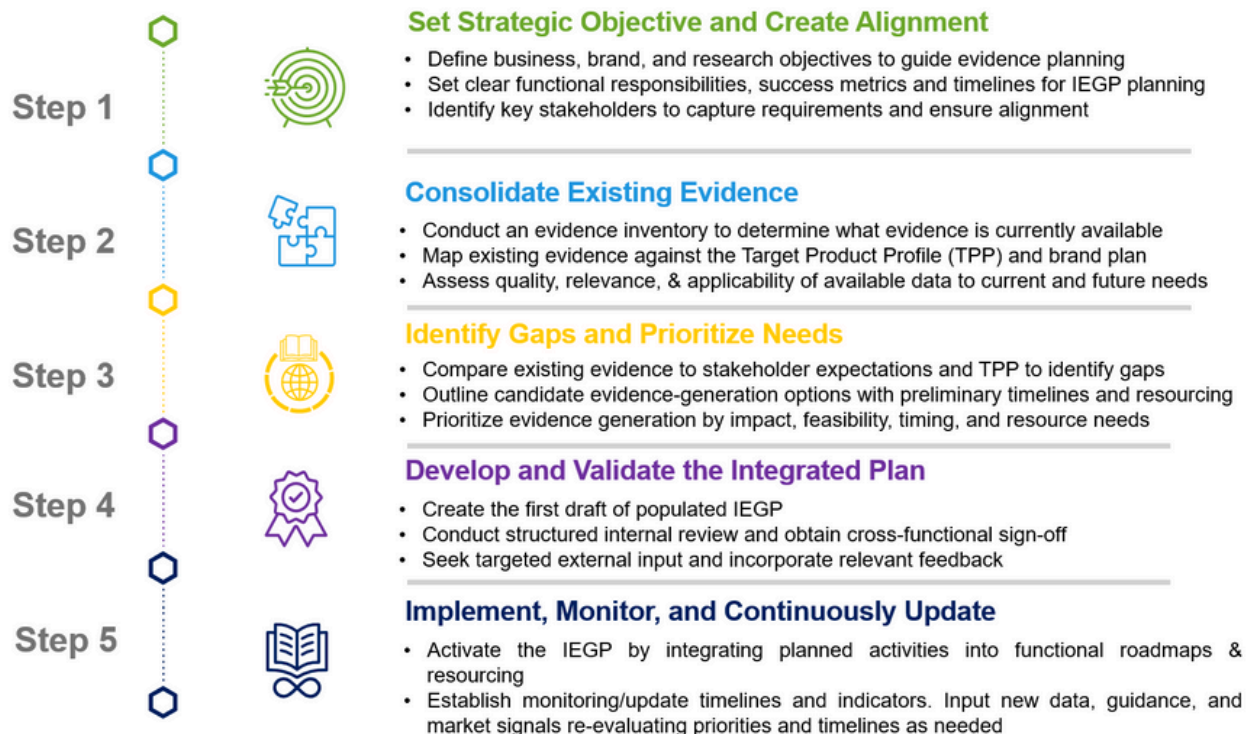 Step 1
Set Strategic Objective and Create Alignment
• Define business, brand, and research objectives to guide evidence planning
• Set clear functional responsibilities, success metrics and timelines for IEGP planning
• Identify key stakeholders to capture requirements and ensure alignment
Step 2
Consolidate Existing Evidence
• Conduct an evidence inventory to determine what evidence is currently available
• Map existing evidence against the Target Product Profile (TPP) and brand plan
• Assess quality, relevance, & applicability of available data to current and future needs
Step 3
Identify Gaps and Prioritize Needs
• Compare existing evidence to stakeholder expectations and TPP to identify gaps
• Outline candidate evidence-generation options with preliminary timelines and resourcing
• Prioritize evidence generation by impact, feasibility, timing, and resource needs
Step 4
Develop and Validate the Integrated Plan
• Create the first draft of populated IEGP
• Conduct structured internal review and obtain cross-functional sign-off
• Seek targeted external input and incorporate relevant feedback
Step 5
Implement, Monitor, and Continuously Update
• Activate the IEGP by integrating planned activities into functional roadmaps &
resourcing
• Establish monitoring/update timelines and indicators. Input new data, guidance, and
market signals re-evaluating priorities and timelines as needed